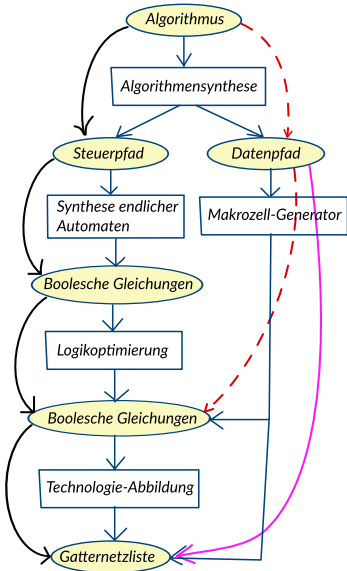 Algorithmus
Algorithmensynthese
Steuerpfad
Datenpfad
Synthese endlicher
Automaten
Makrozell-Generator
Boolesche Gleichungen
Logikoptimierung
Boolesche Gleichungen
Technologie-Abbildung
Gatternetzliste